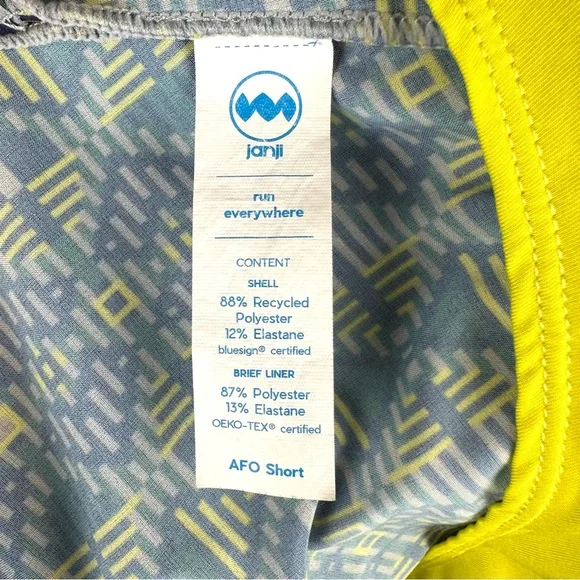 janji
run
everywhere
CONTENT
SHELL
88% Recycled
Polyester
12% Elastane
bluesign® certified
BRIEF LINER
87% Polyester
13% Elastane
OEKO-TEX® certified
AFO Short